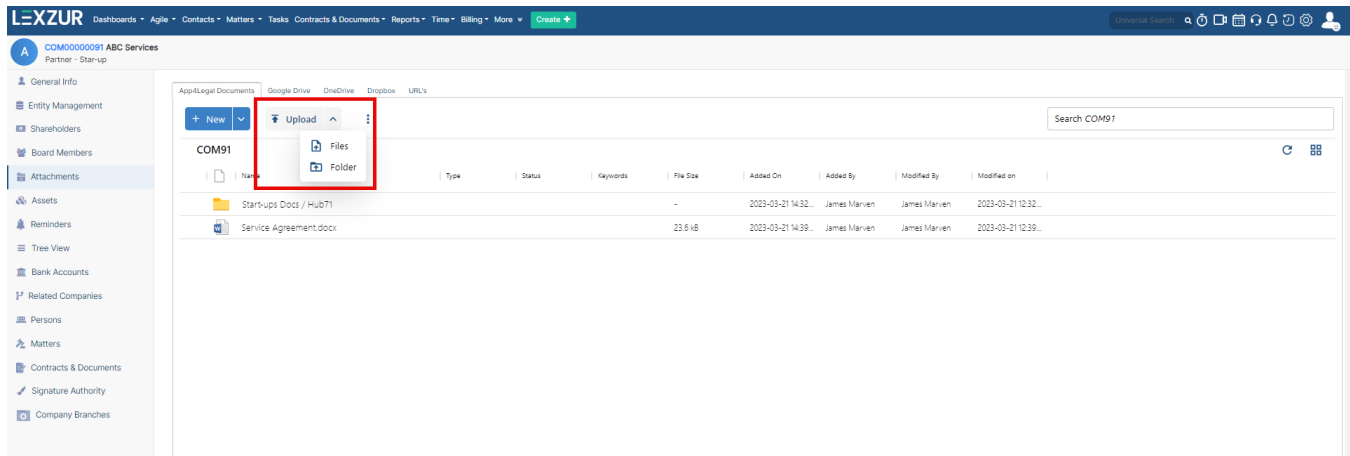 LEXZUR Dashboards Agile Contacts Matters Tasks Contracts & Documents Reports Time Billing More Create + Universal Search
A COM00000091 ABC Services
Partner - Star-up
General Info
Entity Management
Shareholders
Board Members
Attachments
Assets
Reminders
Tree View
Bank Accounts
Related Companies
Persons
Matters
Contracts & Documents
Signature Authority
Company Branches
App4Legal Documents Google Drive OneDrive Dropbox URL's
+ New Upload Search COM91
Files
Folder
COM91
Name Type Status Keywords File Size Added On Added By Modified By Modified on
Start-ups Docs / Hub71 - 2023-03-21 14:32... James Marven James Marven 2023-03-21 12:32...
Service Agreement.docx 23.6 kB 2023-03-21 14:39... James Marven James Marven 2023-03-21 12:39...